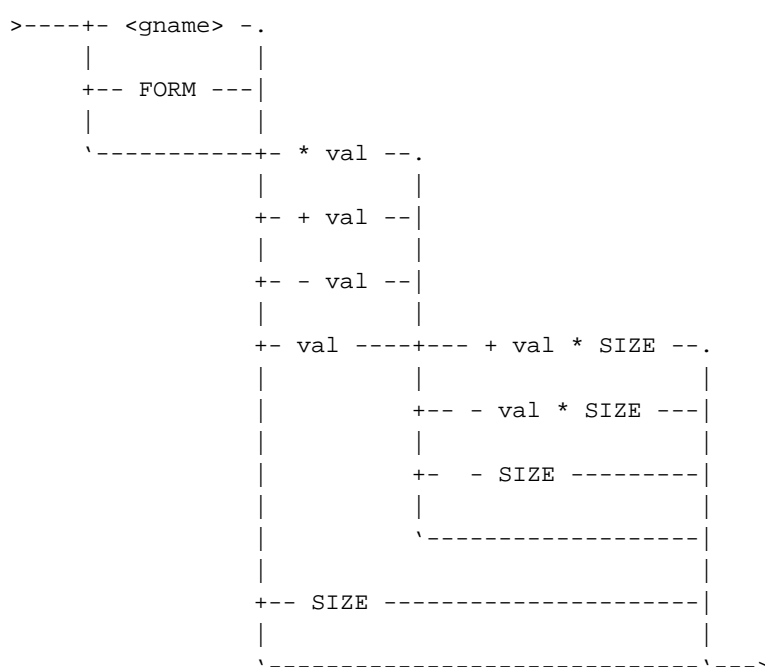 >----+- <gname> -.
     |           |
     +-- FORM ---|
     |           |
     `-----------+- * val --.
                 |          |
                 +- + val --|
                 |          |
                 +- - val --|
                 |          |
                 +- val ----+--- + val * SIZE --.
                 |          |                   |
                 |          +-- - val * SIZE ---|
                 |          |                   |
                 |          +-  - SIZE ---------|
                 |          |                   |
                 |          `-------------------|
                 |                              |
                 +-- SIZE ----------------------|
                 |                              |
                 `------------------------------`--->